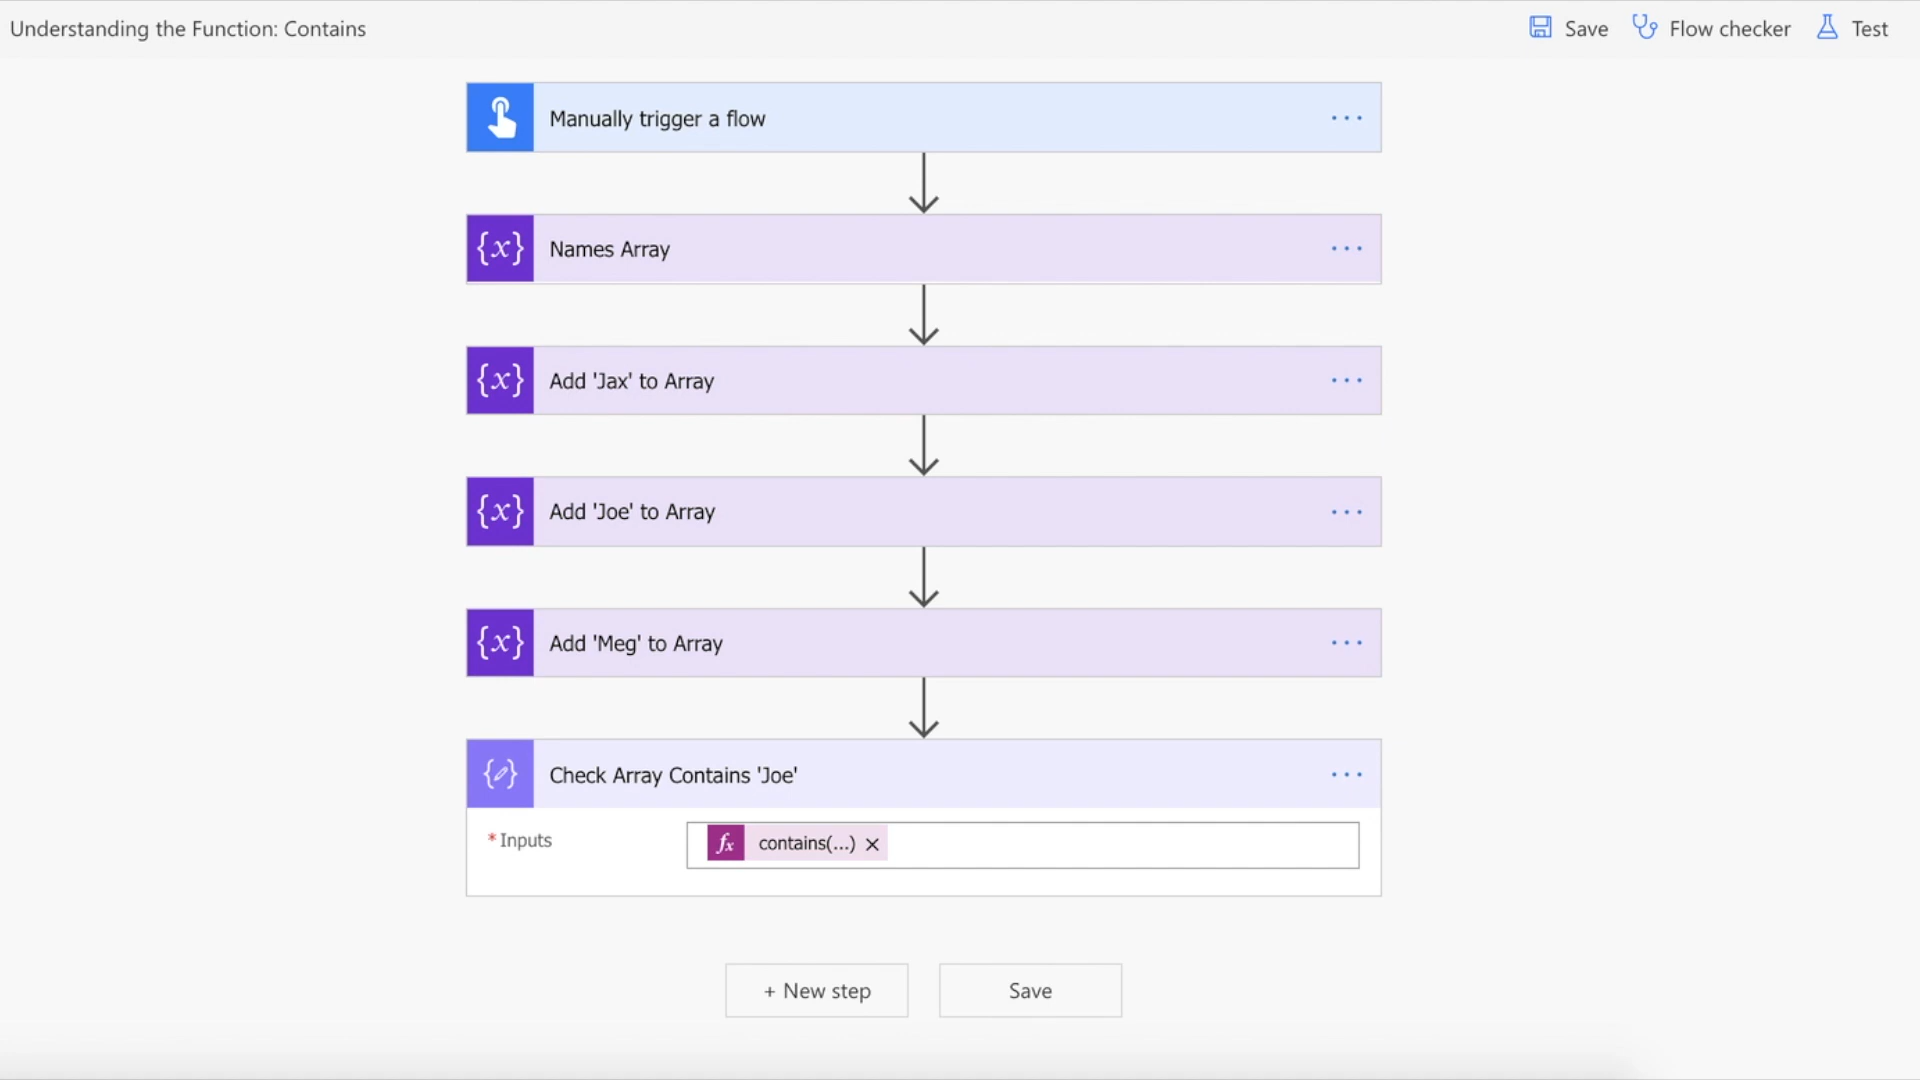 Understanding the Function: Contains
Save
Flow checker
Test
Manually trigger a flow
{x} Names Array
{x} Add 'Jax' to Array
{x} Add 'Joe' to Array
{x} Add 'Meg' to Array
Check Array Contains 'Joe'
* Inputs
fx contains(...) ×
+ New step
Save